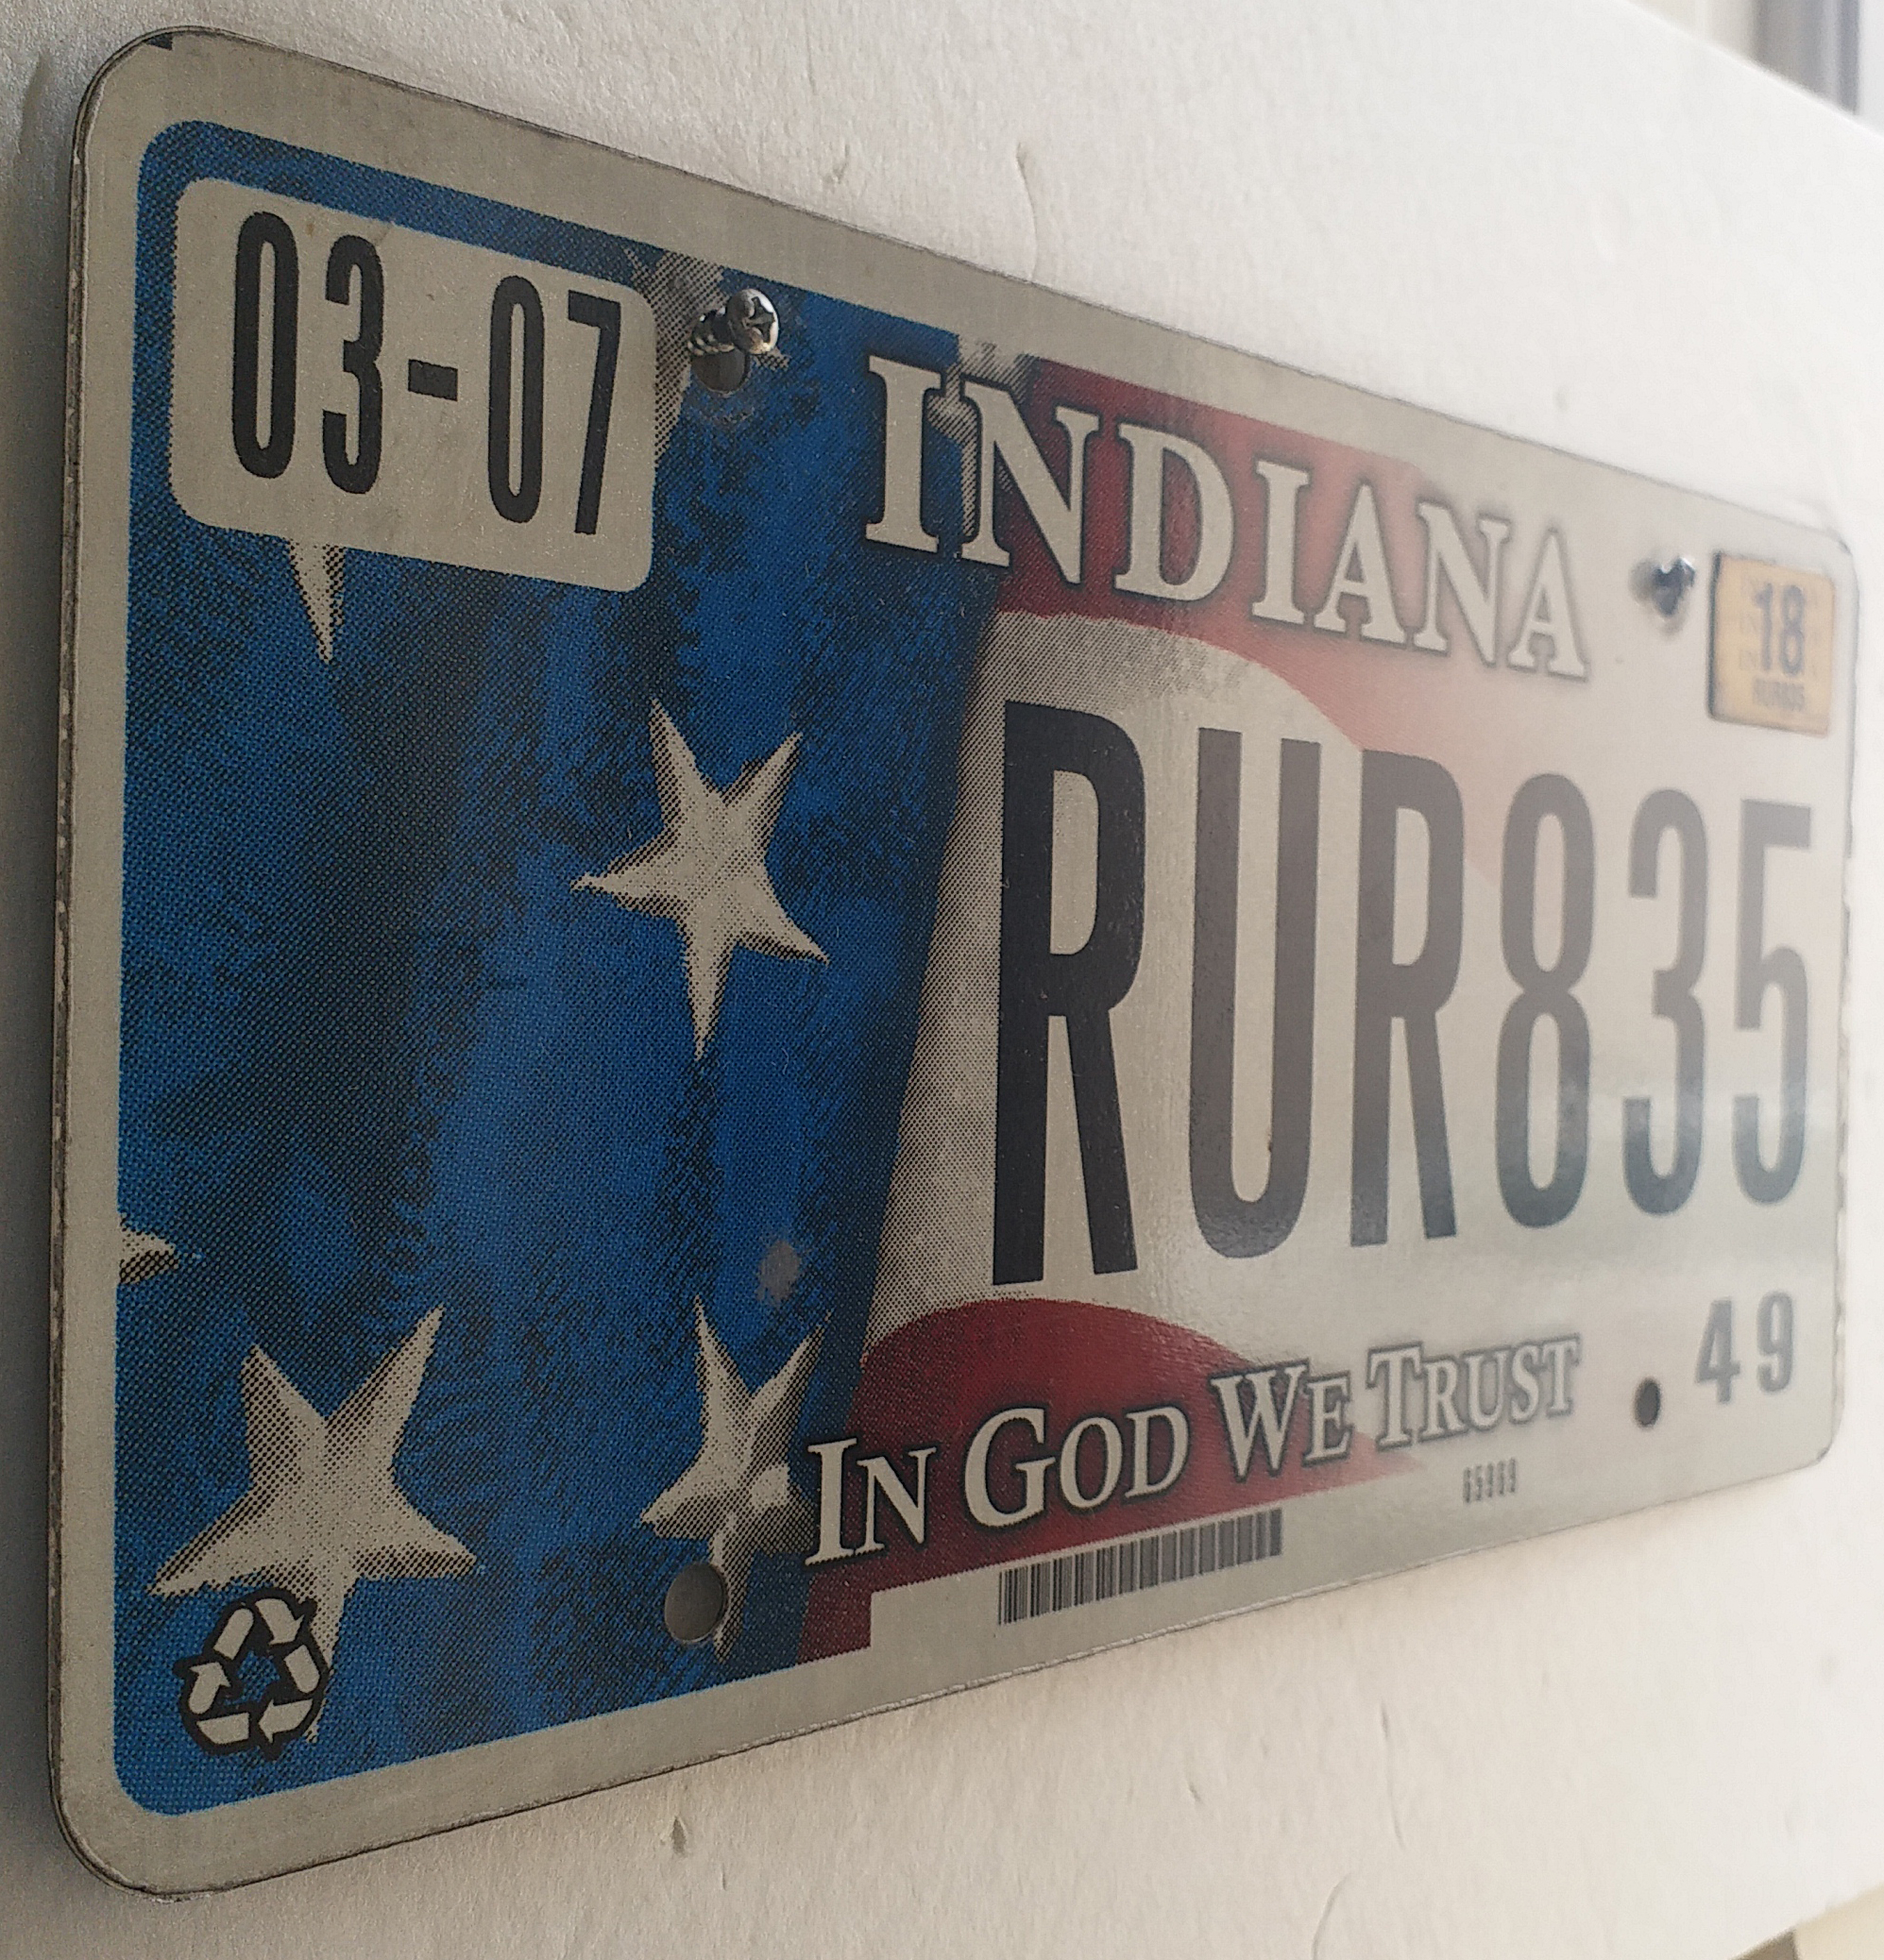 03-07
INDIANA
18
RUR835
49
IN GOD WE TRUST